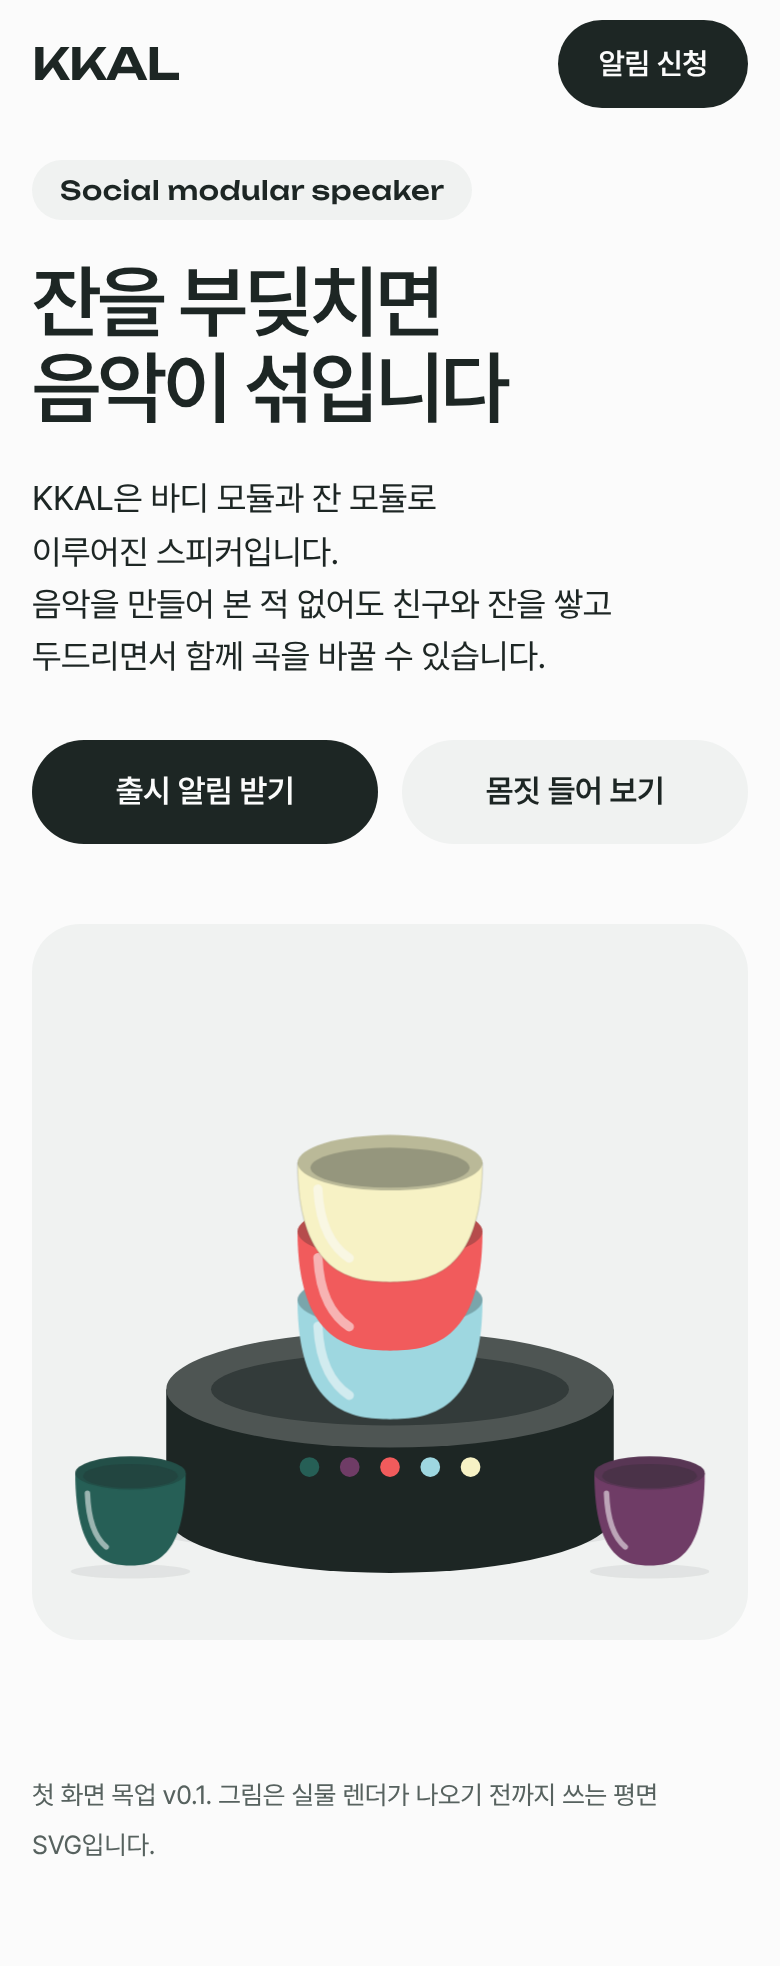 KKAL
알림 신청
Social modular speaker
잔을 부딪치면
음악이 섞입니다
KKAL은 바디 모듈과 잔 모듈로
이루어진 스피커입니다.
음악을 만들어 본 적 없어도 친구와 잔을 쌓고
두드리면서 함께 곡을 바꿀 수 있습니다.
출시 알림 받기
몸짓 들어 보기
첫 화면 목업 v0.1. 그림은 실물 렌더가 나오기 전까지 쓰는 평면
SVG입니다.